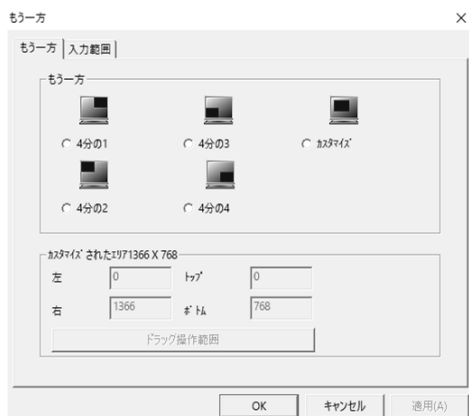 もう一方
もう一方 入力範囲
もう一方
4分の1 4分の3 ｶｽﾀﾏｲｽﾞ
4分の2 4分の4
ｶｽﾀﾏｲｽﾞされたｴﾘｱ1366 X 768
左 0 ﾄｯﾌﾟ 0
右 1366 ﾎﾞﾄﾑ 768
ドラッグ操作範囲
OK キャンセル 適用(A)